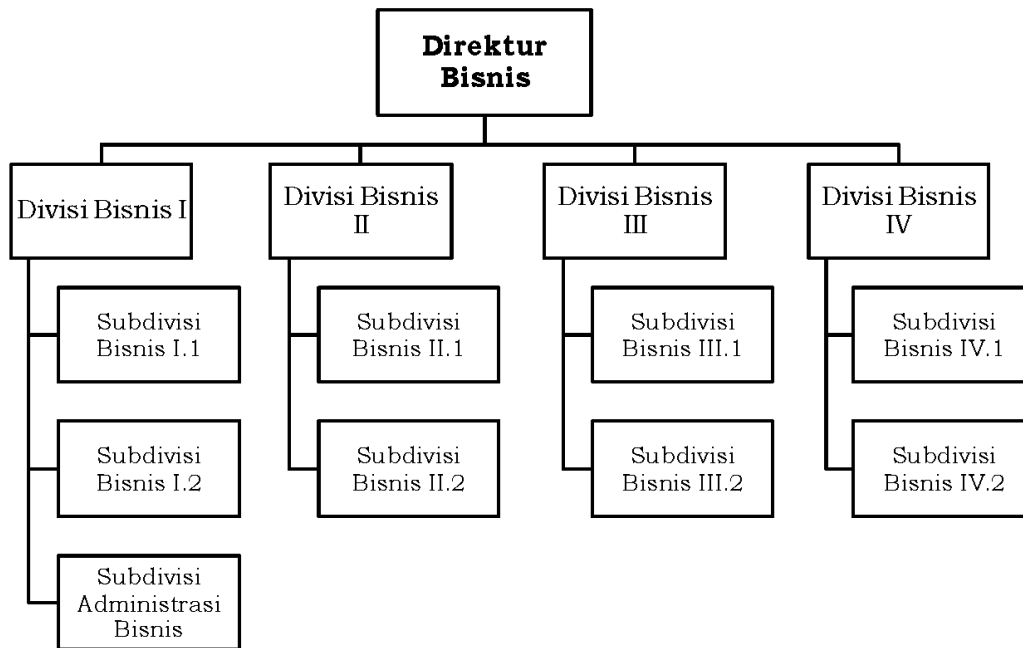 Direktur
Bisnis
Divisi Bisnis I
Divisi Bisnis
II
Divisi Bisnis
III
Divisi Bisnis
IV
Subdivisi
Bisnis I.1
Subdivisi
Bisnis II.1
Subdivisi
Bisnis III.1
Subdivisi
Bisnis IV.1
Subdivisi
Bisnis I.2
Subdivisi
Bisnis II.2
Subdivisi
Bisnis III.2
Subdivisi
Bisnis IV.2
Subdivisi
Administrasi
Bisnis